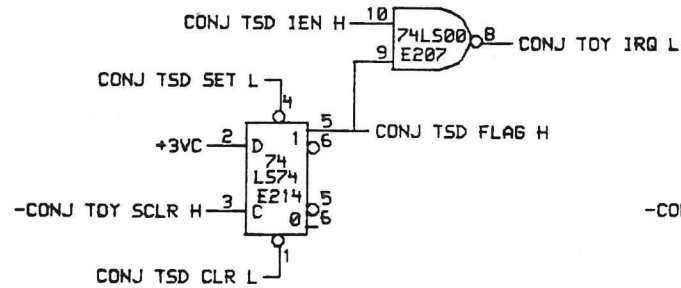 CONJ TSD IEN H 10
74LS00 8 CONJ TOY IRQ L
9 E207
CONJ TSD SET L
4
5 CONJ TSD FLAG H
1 6
+3VC 2 D
74
LS74
E214
5
-CONJ TOY SCLR H 3 C
0 6
-CO
1
CONJ TSD CLR L